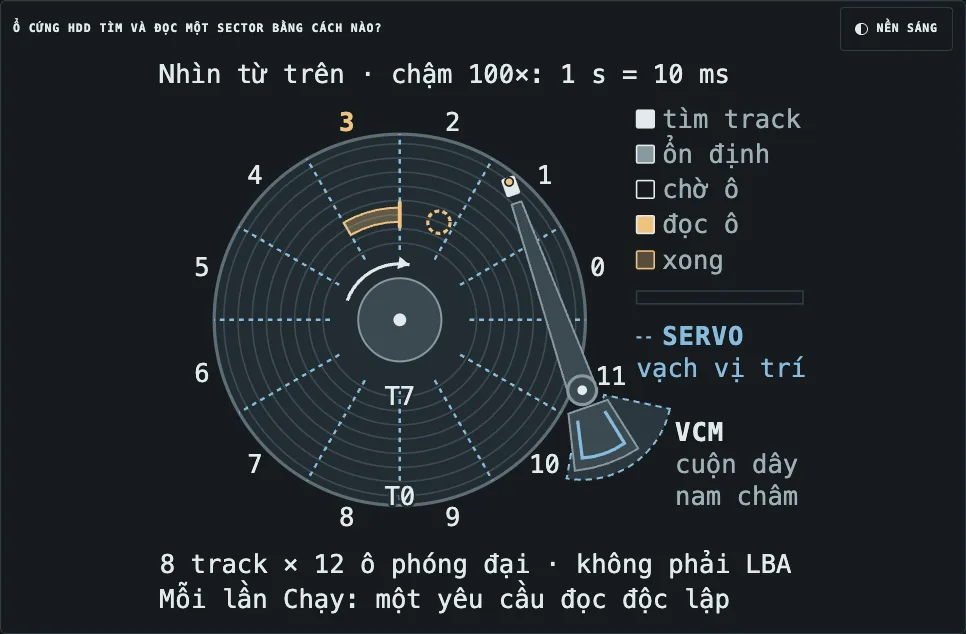 Ổ CỨNG HDD TÌM VÀ ĐỌC MỘT SECTOR BẰNG CÁCH NÀO?
NỀN SÁNG
Nhìn từ trên · chậm 100×: 1 s = 10 ms
3
2
4
1
5
0
6
11
7
10
8
9
T7
T0
tìm track
ổn định
chờ ô
đọc ô
xong
-- SERVO
vạch vị trí
VCM
cuộn dây
nam châm
8 track × 12 ô phóng đại · không phải LBA
Mỗi lần Chạy: một yêu cầu đọc độc lập